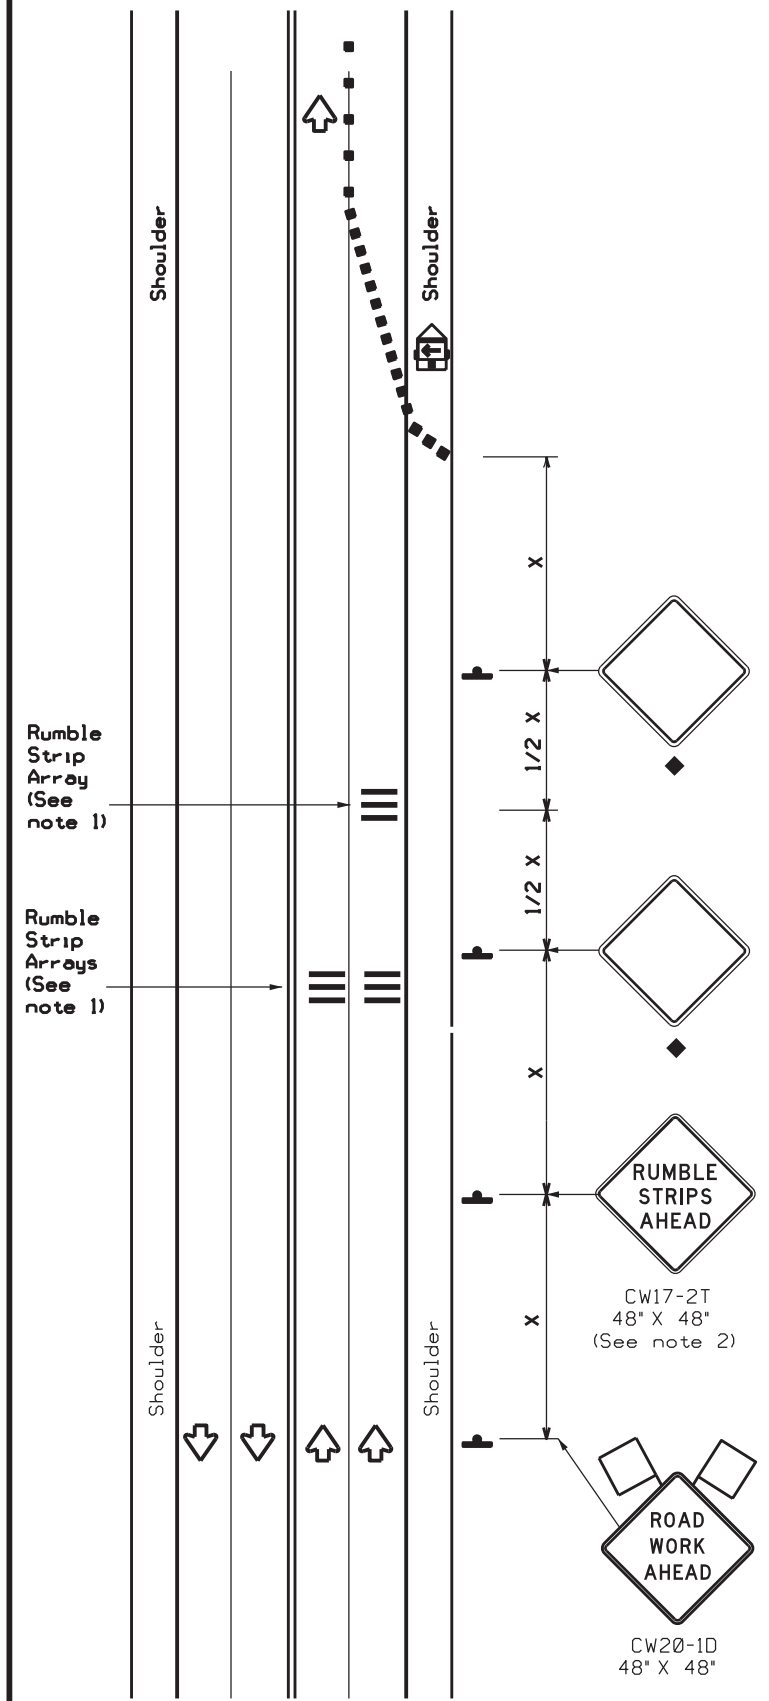 Shoulder
Shoulder
X
1/2 X
Rumble
Strip
Array
(See
note 1)
1/2 X
Rumble
Strip
Arrays
(See
note 1)
X
RUMBLE
STRIPS
AHEAD
CW17-2T
48" X 48"
(See note 2)
X
Shoulder
Shoulder
ROAD
WORK
AHEAD
CW20-1D
48" X 48"